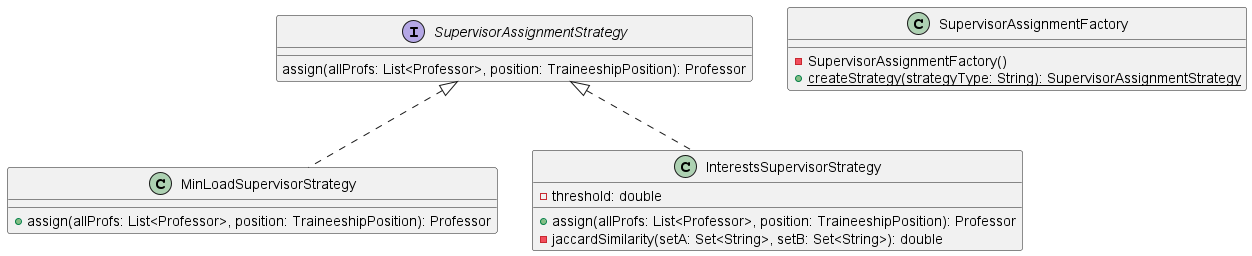 I SupervisorAssignmentStrategy
assign(allProfs: List<Professor>, position: TraineeshipPosition): Professor
C SupervisorAssignmentFactory
SupervisorAssignmentFactory()
createStrategy(strategyType: String): SupervisorAssignmentStrategy
C MinLoadSupervisorStrategy
assign(allProfs: List<Professor>, position: TraineeshipPosition): Professor
C InterestsSupervisorStrategy
threshold: double
assign(allProfs: List<Professor>, position: TraineeshipPosition): Professor
jaccardSimilarity(setA: Set<String>, setB: Set<String>): double